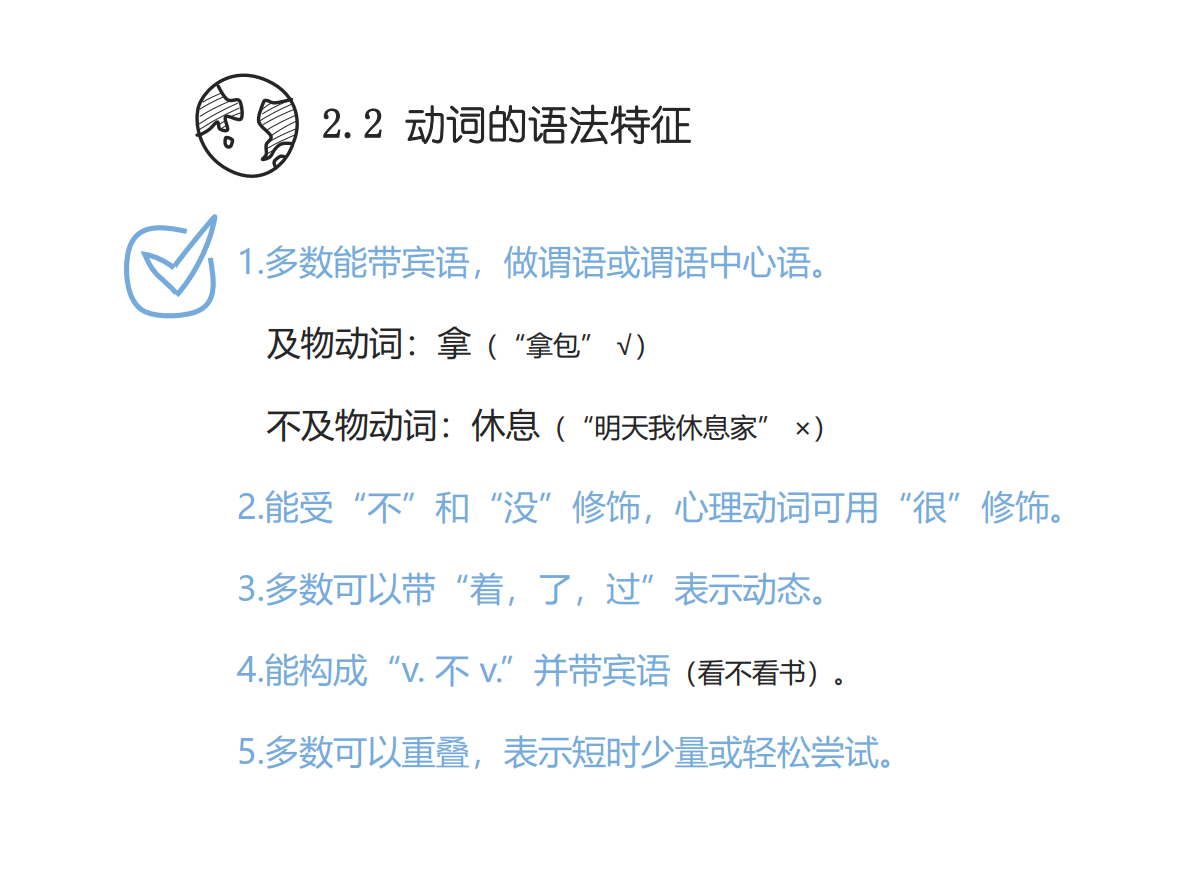 2.2 动词的语法特征
1.多数能带宾语，做谓语或谓语中心语。
及物动词：拿（“拿包” √）
不及物动词：休息（“明天我休息家” ×）
2.能受“不”和“没”修饰，心理动词可用“很”修饰。
3.多数可以带“着，了，过”表示动态。
4.能构成“v. 不 v.”并带宾语（看不看书）。
5.多数可以重叠，表示短时少量或轻松尝试。